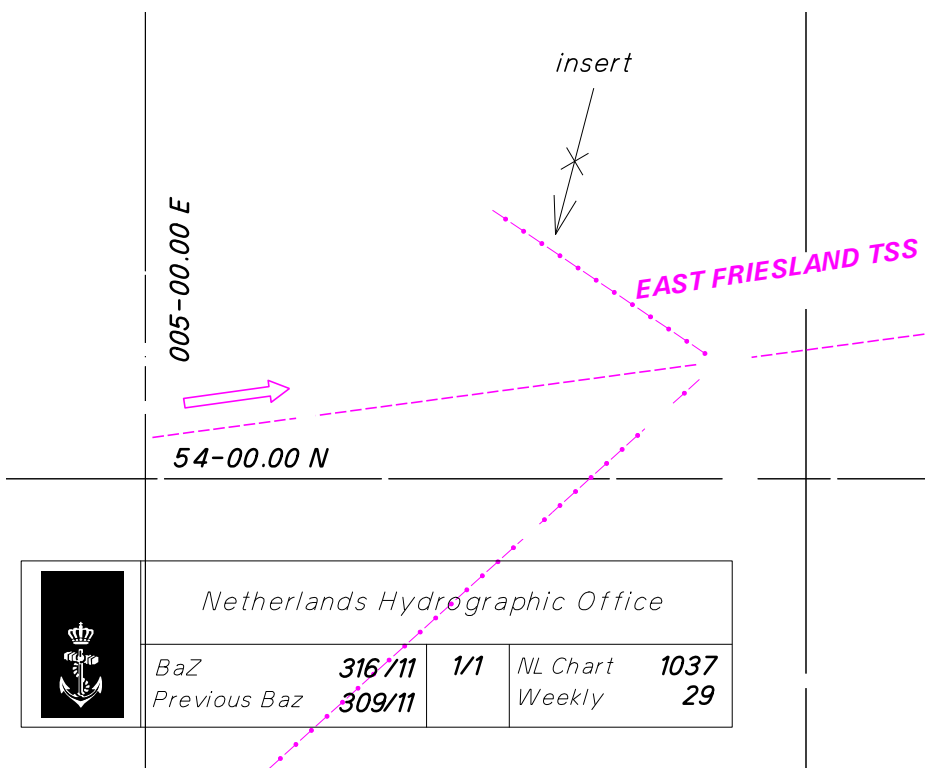 insert
005-00.00 E
EAST FRIESLAND TSS
54-00.00 N
Netherlands Hydrographic Office
BaZ 316/11 1/1 NL Chart 1037
Previous Baz 309/11 Weekly 29